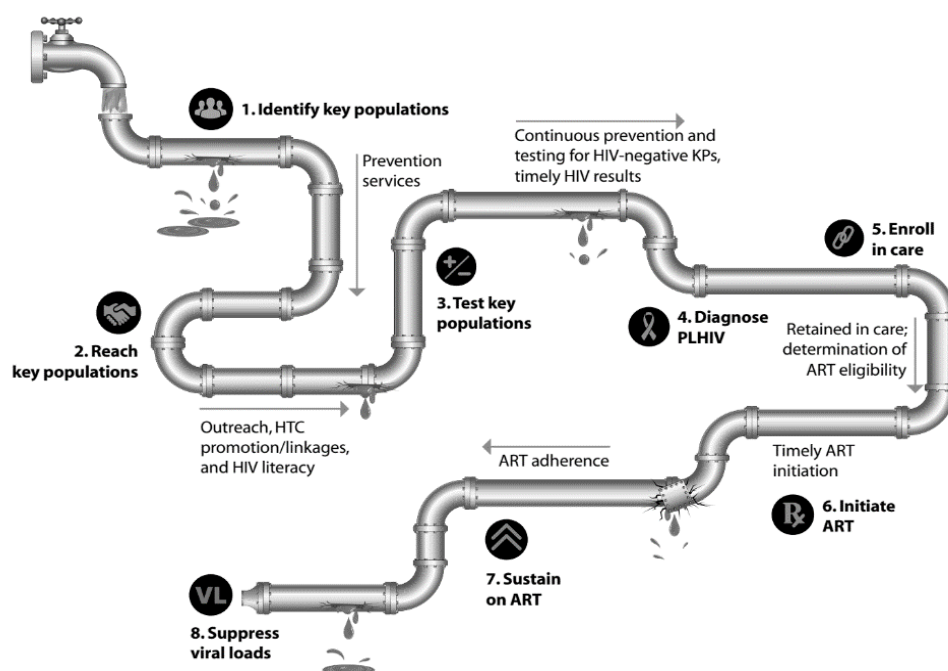 1. Identify key populations
Prevention
services
2. Reach
key populations
Outreach, HTC
promotion/linkages,
and HIV literacy
+/−
3. Test key
populations
Continuous prevention and
testing for HIV-negative KPs,
timely HIV results
4. Diagnose
PLHIV
5. Enroll
in care
Retained in care;
determination of
ART eligibility
Timely ART
initiation
Rx
6. Initiate
ART
ART adherence
7. Sustain
on ART
VL
8. Suppress
viral loads